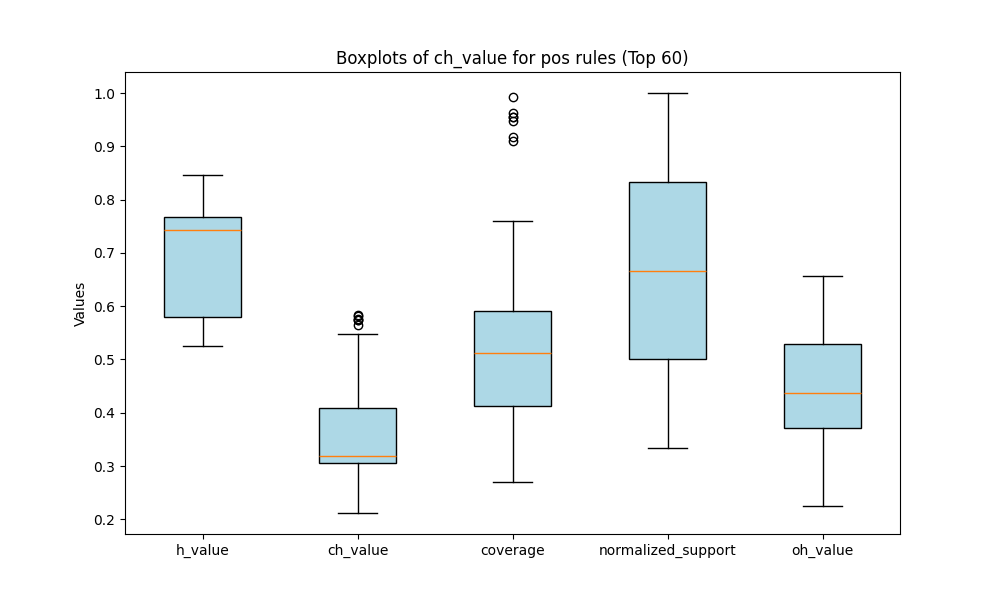 Boxplots of ch_value for pos rules (Top 60)
1.0
0.9
0.8
0.7
0.6
0.5
0.4
0.3
0.2
Values
h_value
ch_value
coverage
normalized_support
oh_value